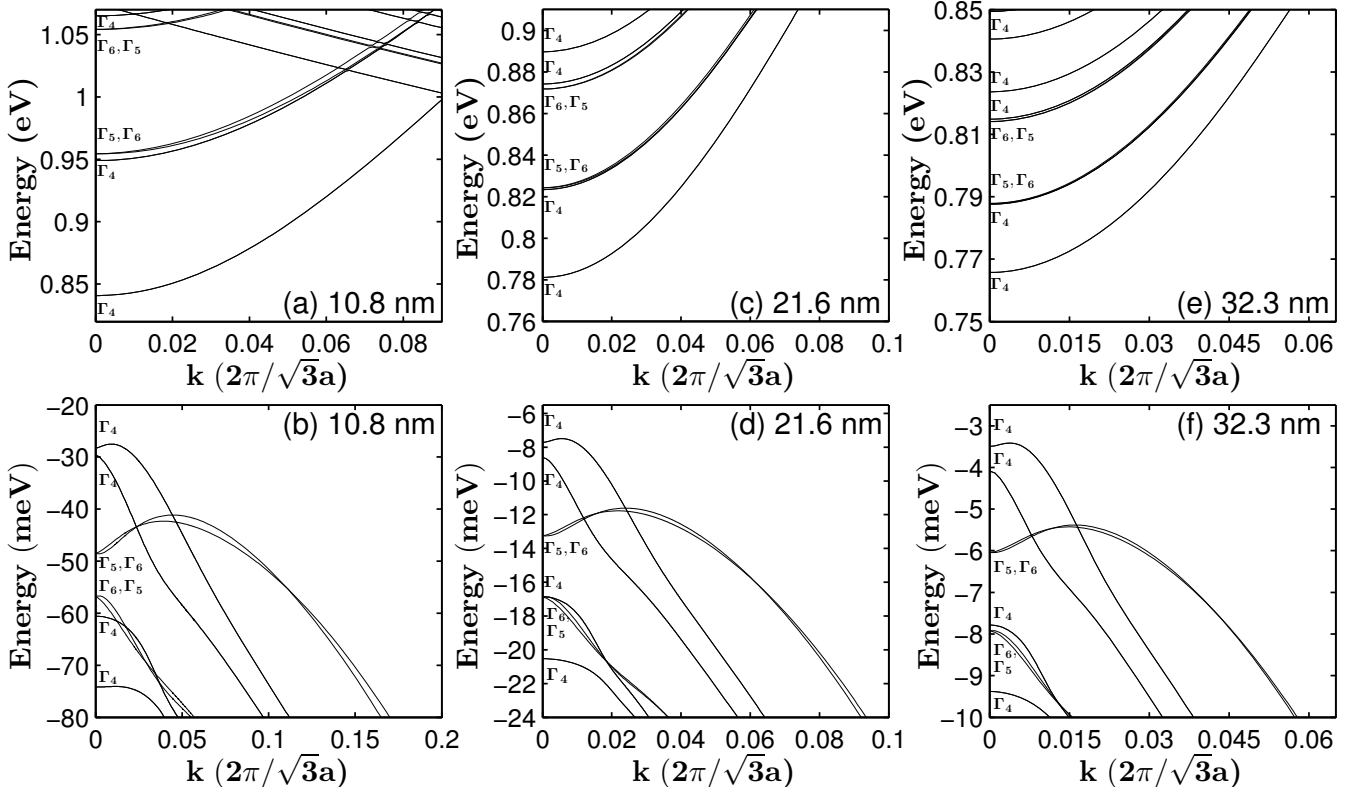 Energy (eV)
1.05
1
0.95
0.9
0.85
Γ4
Γ6,Γ5
Γ5,Γ6
Γ4
Γ4
(a) 10.8 nm
0 0.02 0.04 0.06 0.08
k (2π/√3a)
Energy (eV)
0.9
0.88
0.86
0.84
0.82
0.8
0.78
0.76
Γ4
Γ4
Γ6,Γ5
Γ5,Γ6
Γ4
Γ4
(c) 21.6 nm
0 0.02 0.04 0.06 0.08 0.1
k (2π/√3a)
Energy (eV)
0.85
0.83
0.81
0.79
0.77
0.75
Γ4
Γ4
Γ6,Γ5
Γ5,Γ6
Γ4
Γ4
(e) 32.3 nm
0 0.015 0.03 0.045 0.06
k (2π/√3a)
Energy (meV)
−20
−30
−40
−50
−60
−70
−80
Γ4
Γ4
Γ5,Γ6
Γ6,Γ5
Γ4
(b) 10.8 nm
0 0.05 0.1 0.15 0.2
k (2π/√3a)
Energy (meV)
−6
−8
−10
−12
−14
−16
−18
−20
−22
−24
Γ4
Γ4
Γ5,Γ6
Γ4
Γ6,
Γ5
Γ4
(d) 21.6 nm
0 0.02 0.04 0.06 0.08 0.1
k (2π/√3a)
Energy (meV)
−3
−4
−5
−6
−7
−8
−9
−10
Γ4
Γ4
Γ5,Γ6
Γ4
Γ6,
Γ5
Γ4
(f) 32.3 nm
0 0.015 0.03 0.045 0.06
k (2π/√3a)